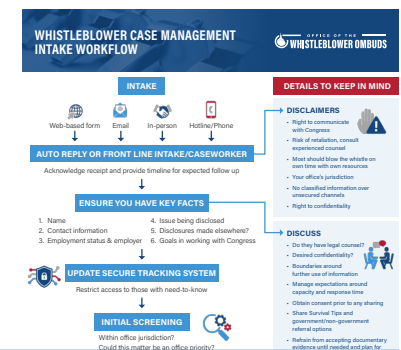 WHISTLEBLOWER CASE MANAGEMENT
INTAKE WORKFLOW
OFFICE OF THE
WHISTLEBLOWER OMBUDS
INTAKE
Web-based form
Email
In-person
Hotline/Phone
AUTO REPLY OR FRONT LINE INTAKE/CASEWORKER
Acknowledge receipt and provide timeline for expected follow up
ENSURE YOU HAVE KEY FACTS
1. Name
2. Contact information
3. Employment status & employer
4. Issue being disclosed
5. Disclosures made elsewhere?
6. Goals in working with Congress
UPDATE SECURE TRACKING SYSTEM
Restrict access to those with need-to-know
INITIAL SCREENING
Within office jurisdiction?
Could this matter be an office priority?
DETAILS TO KEEP IN MIND
DISCLAIMERS
• Right to communicate
with Congress
• Risk of retaliation, consult
experienced counsel
• Most should blow the whistle on
own time with own resources
• Your office's jurisdiction
• No classified information over
unsecured channels
• Right to confidentiality
DISCUSS
• Do they have legal counsel?
• Desired confidentiality?
• Boundaries around
further use of information
• Manage expectations around
capacity and response time
• Obtain consent prior to any sharing
• Share Survival Tips and
government/non-government
referral options
• Refrain from accepting documentary
evidence until needed and plan for